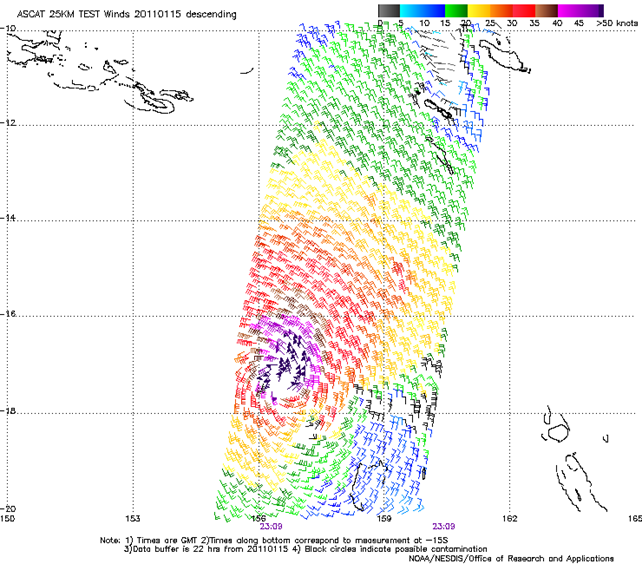 ASCAT 25KM TEST Winds 20110115 descending
0 5 10 15 20 25 30 35 40 45 >50 knots
-10
-12
-14
-16
-18
-20
150 153 156 159 162 165
23:09 23:09
Note: 1) Times are GMT 2)Times along bottom correspond to measurement at -15S
3)Data buffer is 22 hrs from 20110115 4) Black circles indicate possible contamination
NOAA/NESDIS/Office of Research and Applications